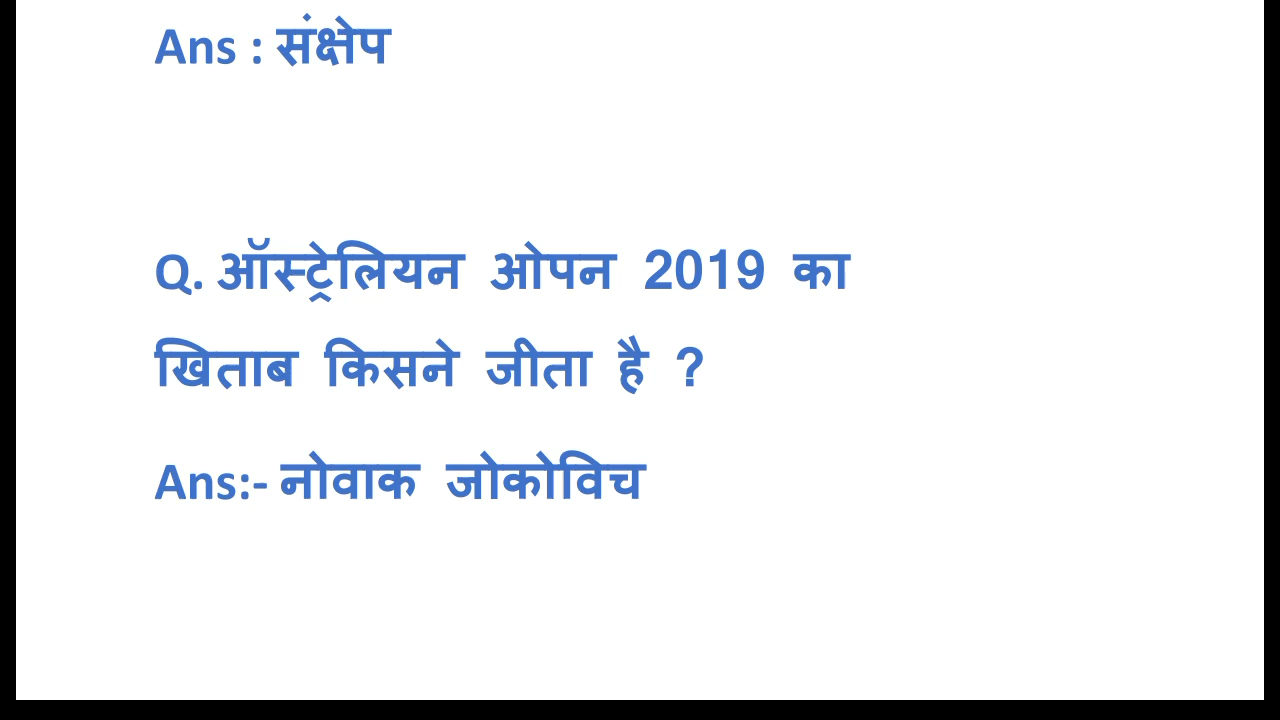 Ans : संक्षेप
Q. ऑस्ट्रेलियन ओपन 2019 का
खिताब किसने जीता है ?
Ans:- नोवाक जोकोविच